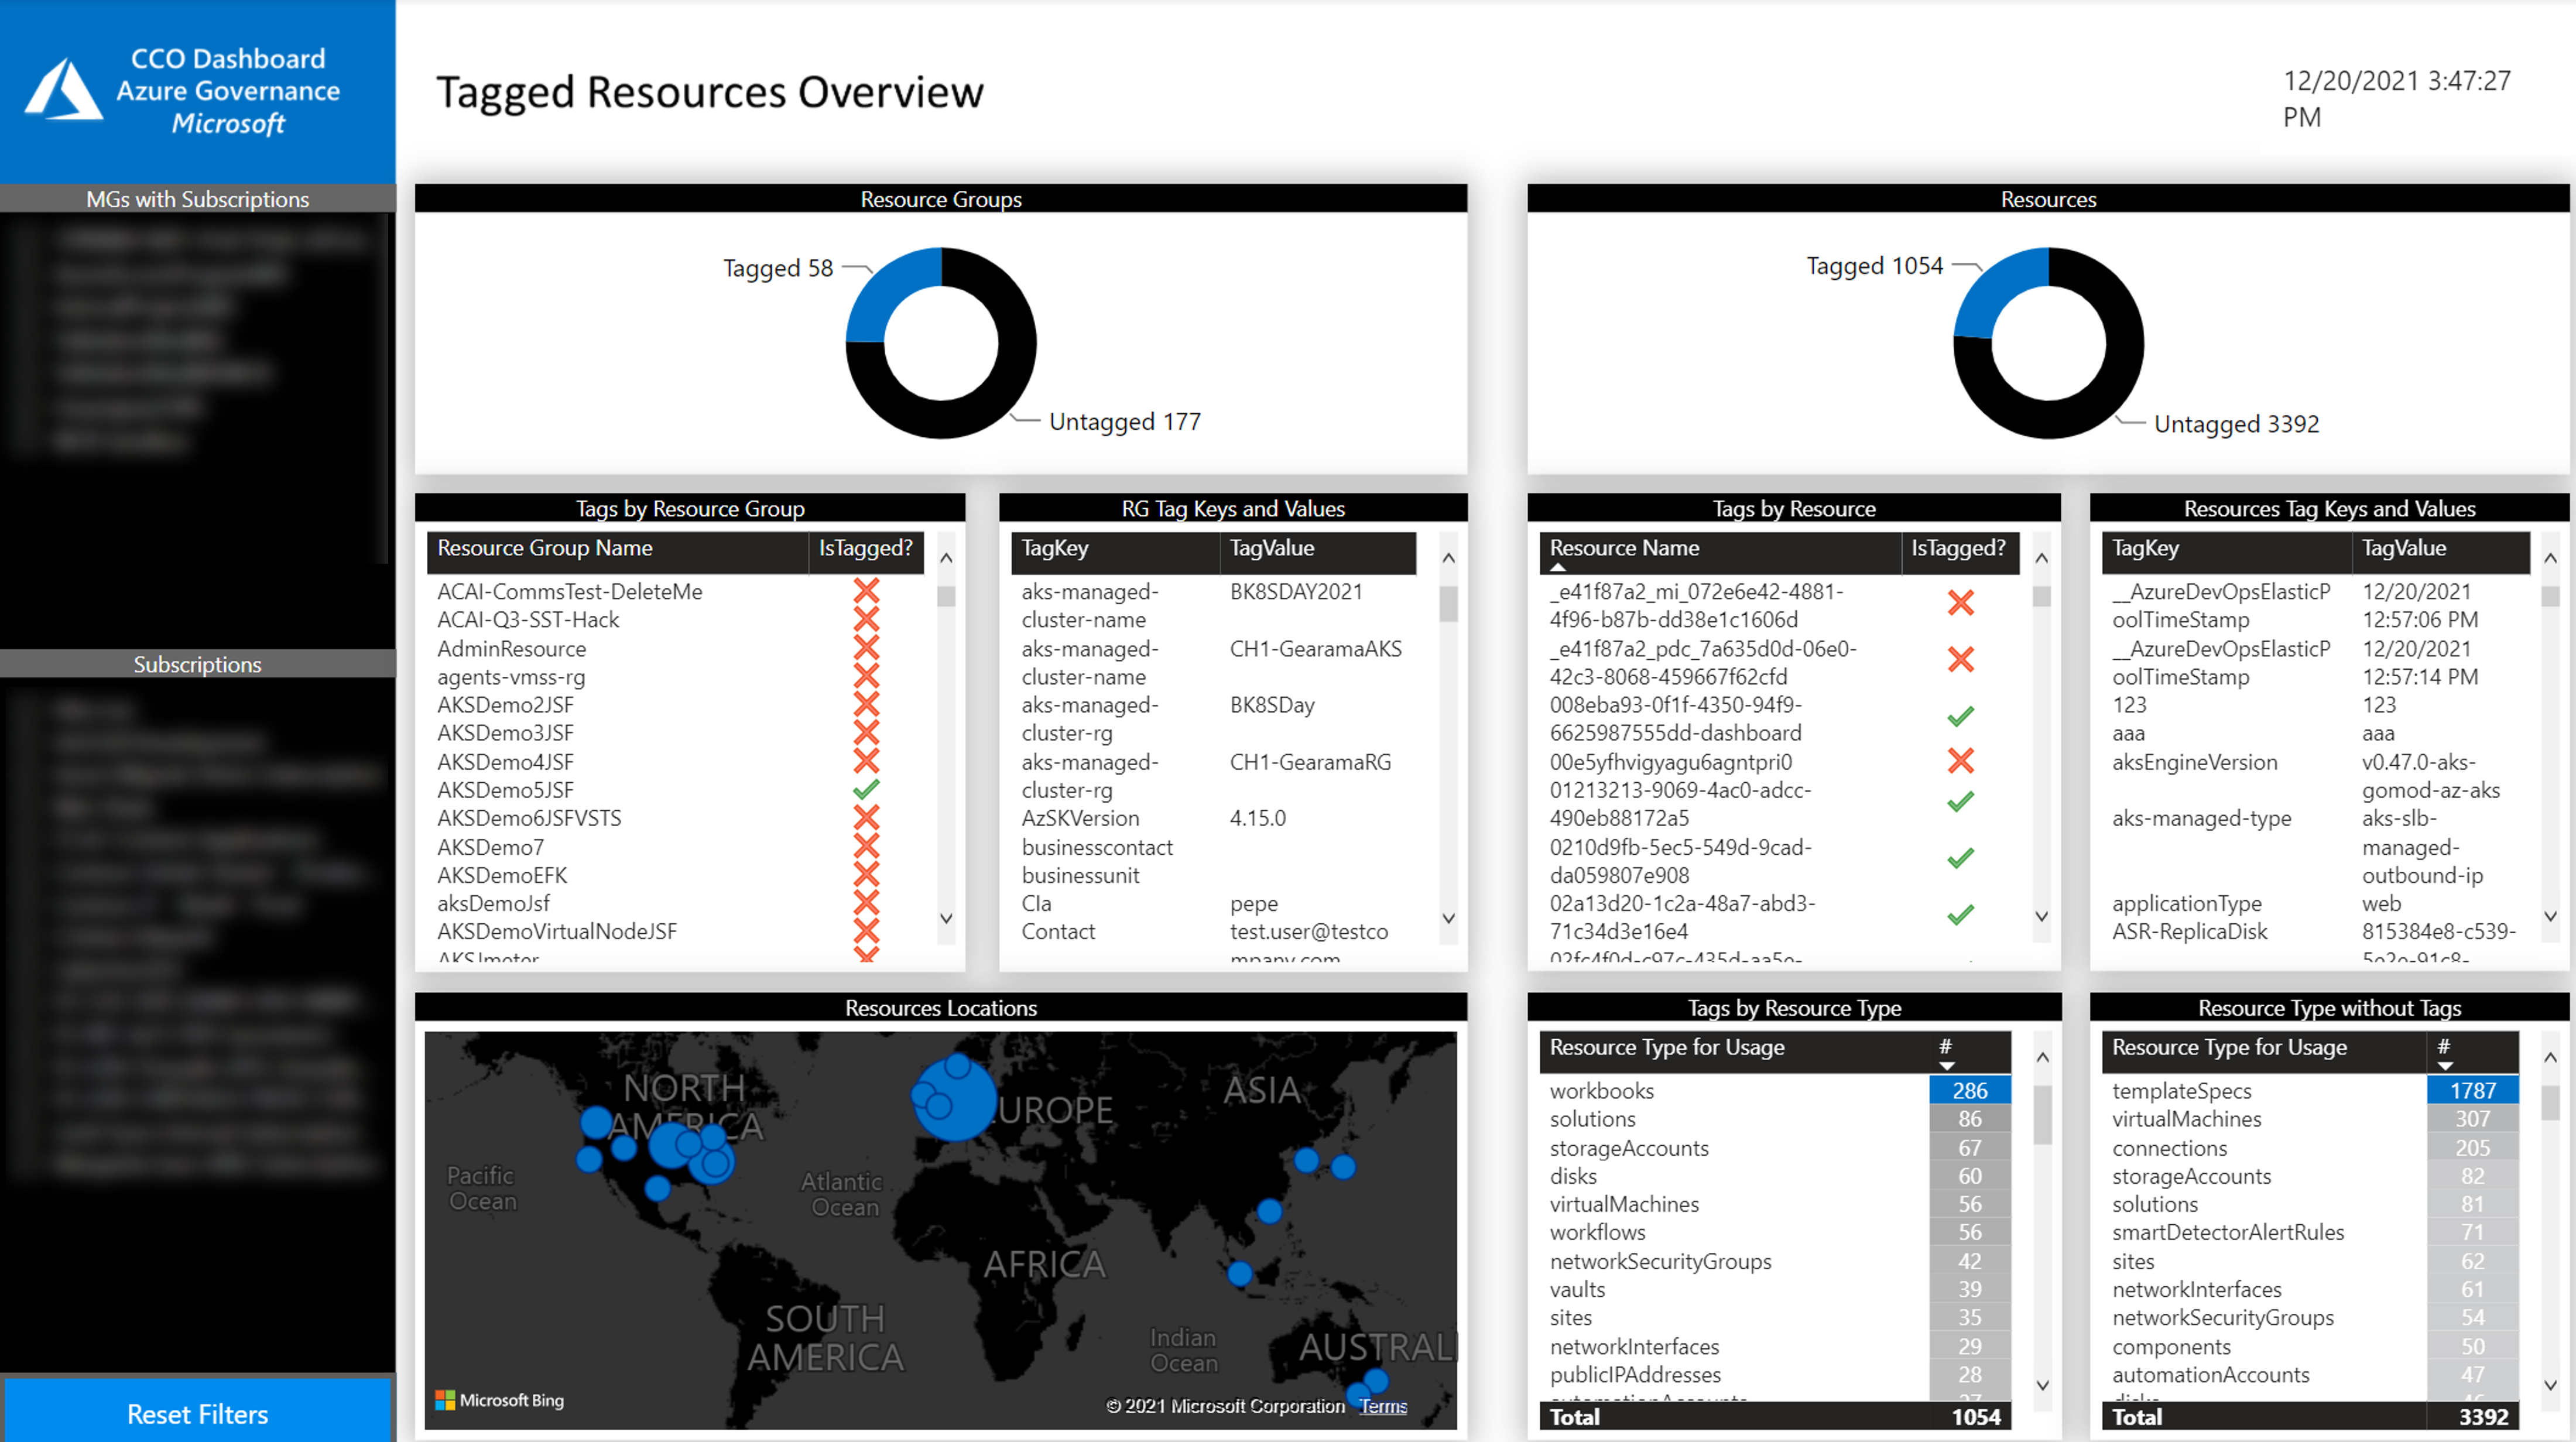 CCO Dashboard
Azure Governance
Microsoft
Tagged Resources Overview
12/20/2021 3:47:27
PM
MGs with Subscriptions
Subscriptions
Reset Filters
Resource Groups
Tagged 58
Untagged 177
Resources
Tagged 1054
Untagged 3392
Tags by Resource Group
Resource Group Name IsTagged?
ACAI-CommsTest-DeleteMe
ACAI-Q3-SST-Hack
AdminResource
agents-vmss-rg
AKSDemo2JSF
AKSDemo3JSF
AKSDemo4JSF
AKSDemo5JSF
AKSDemo6JSFVSTS
AKSDemo7
AKSDemoEFK
aksDemoJsf
AKSDemoVirtualNodeJSF
RG Tag Keys and Values
TagKey TagValue
aks-managed- BK8SDAY2021
cluster-name
aks-managed- CH1-GearamaAKS
cluster-name
aks-managed- BK8SDay
cluster-rg
aks-managed- CH1-GearamaRG
cluster-rg
AzSKVersion 4.15.0
businesscontact
businessunit
Cla pepe
Contact test.user@testco
mpany.com
Tags by Resource
Resource Name IsTagged?
_e41f87a2_mi_072e6e42-4881-
4f96-b87b-dd38e1c1606d
_e41f87a2_pdc_7a635d0d-06e0-
42c3-8068-459667f62cfd
008eba93-0f1f-4350-94f9-
6625987555dd-dashboard
00e5yfhvigyagu6agntpri0
01213213-9069-4ac0-adcc-
490eb88172a5
0210d9fb-5ec5-549d-9cad-
da059807e908
02a13d20-1c2a-48a7-abd3-
71c34d3e16e4
Resources Tag Keys and Values
TagKey TagValue
__AzureDevOpsElasticP 12/20/2021
oolTimeStamp 12:57:06 PM
__AzureDevOpsElasticP 12/20/2021
oolTimeStamp 12:57:14 PM
123 123
aaa aaa
aksEngineVersion v0.47.0-aks-
gomod-az-aks
aks-managed-type aks-slb-
managed-
outbound-ip
applicationType web
ASR-ReplicaDisk 815384e8-c539-
Resources Locations
NORTH
AMERICA
EUROPE
ASIA
Pacific
Ocean
Atlantic
Ocean
AFRICA
SOUTH
AMERICA
Indian
Ocean
AUSTRALI
Microsoft Bing
© 2021 Microsoft Corporation Terms
Tags by Resource Type
Resource Type for Usage #
workbooks 286
solutions 86
storageAccounts 67
disks 60
virtualMachines 56
workflows 56
networkSecurityGroups 42
vaults 39
sites 35
networkInterfaces 29
publicIPAddresses 28
automationAccounts 27
Total 1054
Resource Type without Tags
Resource Type for Usage #
templateSpecs 1787
virtualMachines 307
connections 205
storageAccounts 82
solutions 81
smartDetectorAlertRules 71
sites 62
networkInterfaces 61
networkSecurityGroups 54
components 50
automationAccounts 47
disks 46
Total 3392